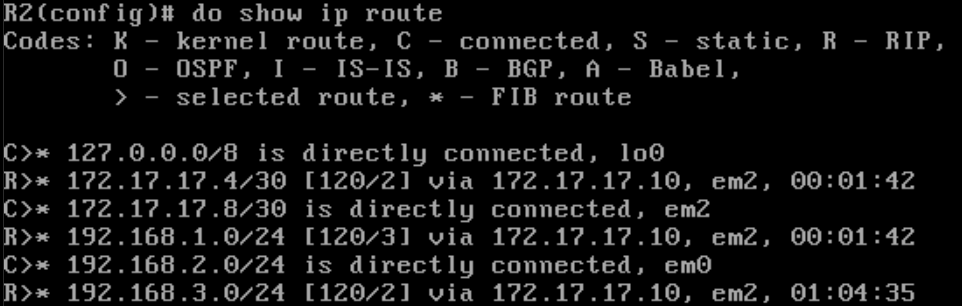 R2(config)# do show ip route
Codes: K - kernel route, C - connected, S - static, R - RIP,
       O - OSPF, I - IS-IS, B - BGP, A - Babel,
       > - selected route, * - FIB route

C>* 127.0.0.0/8 is directly connected, lo0
R>* 172.17.17.4/30 [120/2] via 172.17.17.10, em2, 00:01:42
C>* 172.17.17.8/30 is directly connected, em2
R>* 192.168.1.0/24 [120/3] via 172.17.17.10, em2, 00:01:42
C>* 192.168.2.0/24 is directly connected, em0
R>* 192.168.3.0/24 [120/2] via 172.17.17.10, em2, 01:04:35